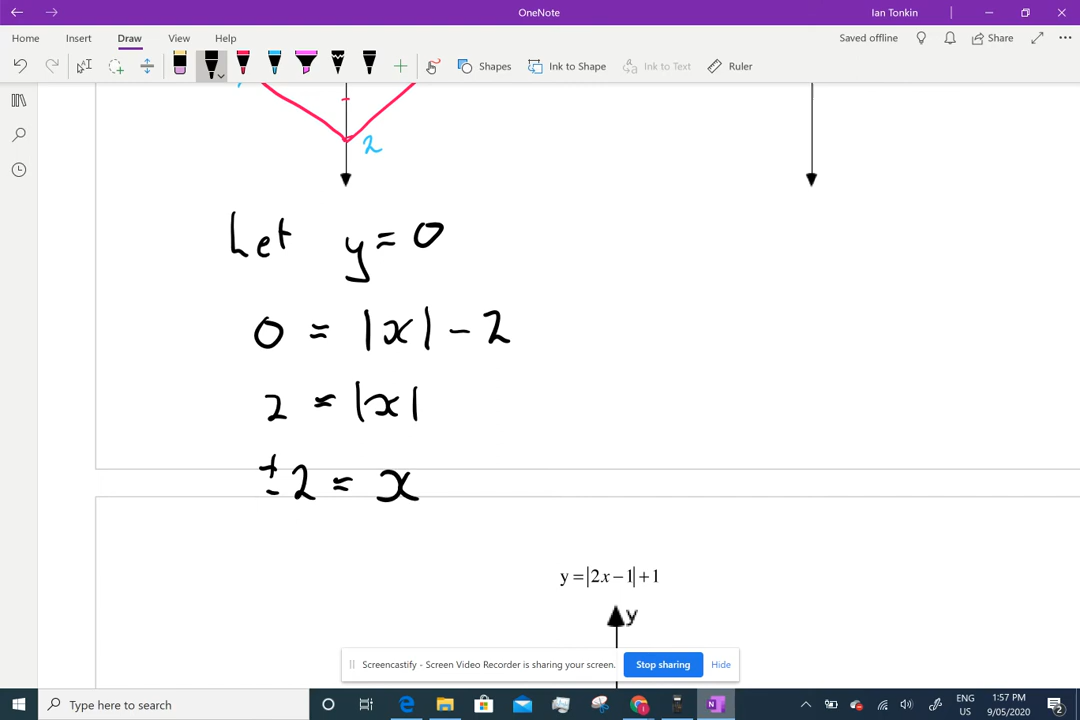 OneNote
Ian Tonkin
Home Insert Draw View Help
Saved offline
Share
Shapes
Ink to Shape
Ink to Text
Ruler
2
Let y = 0
0 = |x| - 2
2 = |x|
±2 = x
y = |2x − 1| + 1
y
Screencastify - Screen Video Recorder is sharing your screen.
Stop sharing
Hide
Type here to search
ENG
US
1:57 PM
9/05/2020
2